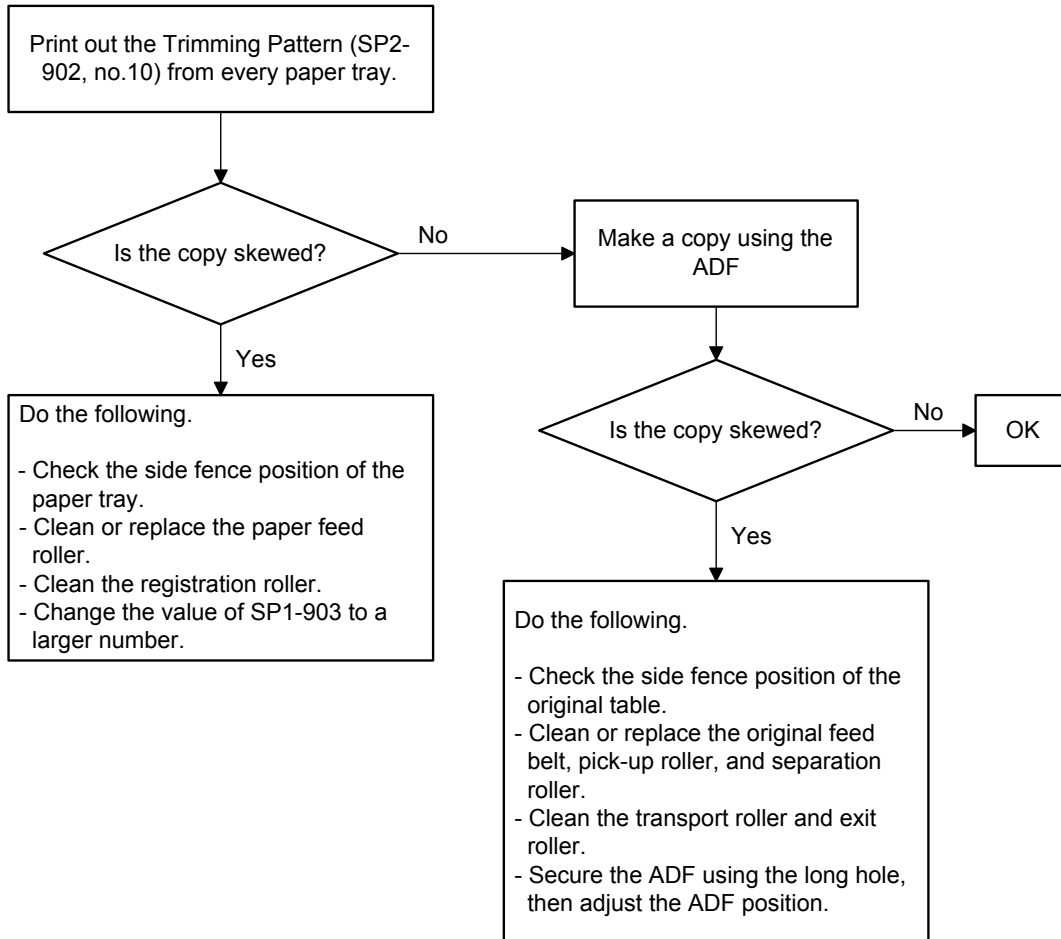 Print out the Trimming Pattern (SP2-
902, no.10) from every paper tray.
Is the copy skewed?
No
Make a copy using the
ADF
Yes
Do the following.
- Check the side fence position of the
paper tray.
- Clean or replace the paper feed
roller.
- Clean the registration roller.
- Change the value of SP1-903 to a
larger number.
Is the copy skewed?
No
OK
Yes
Do the following.
- Check the side fence position of the
original table.
- Clean or replace the original feed
belt, pick-up roller, and separation
roller.
- Clean the transport roller and exit
roller.
- Secure the ADF using the long hole,
then adjust the ADF position.